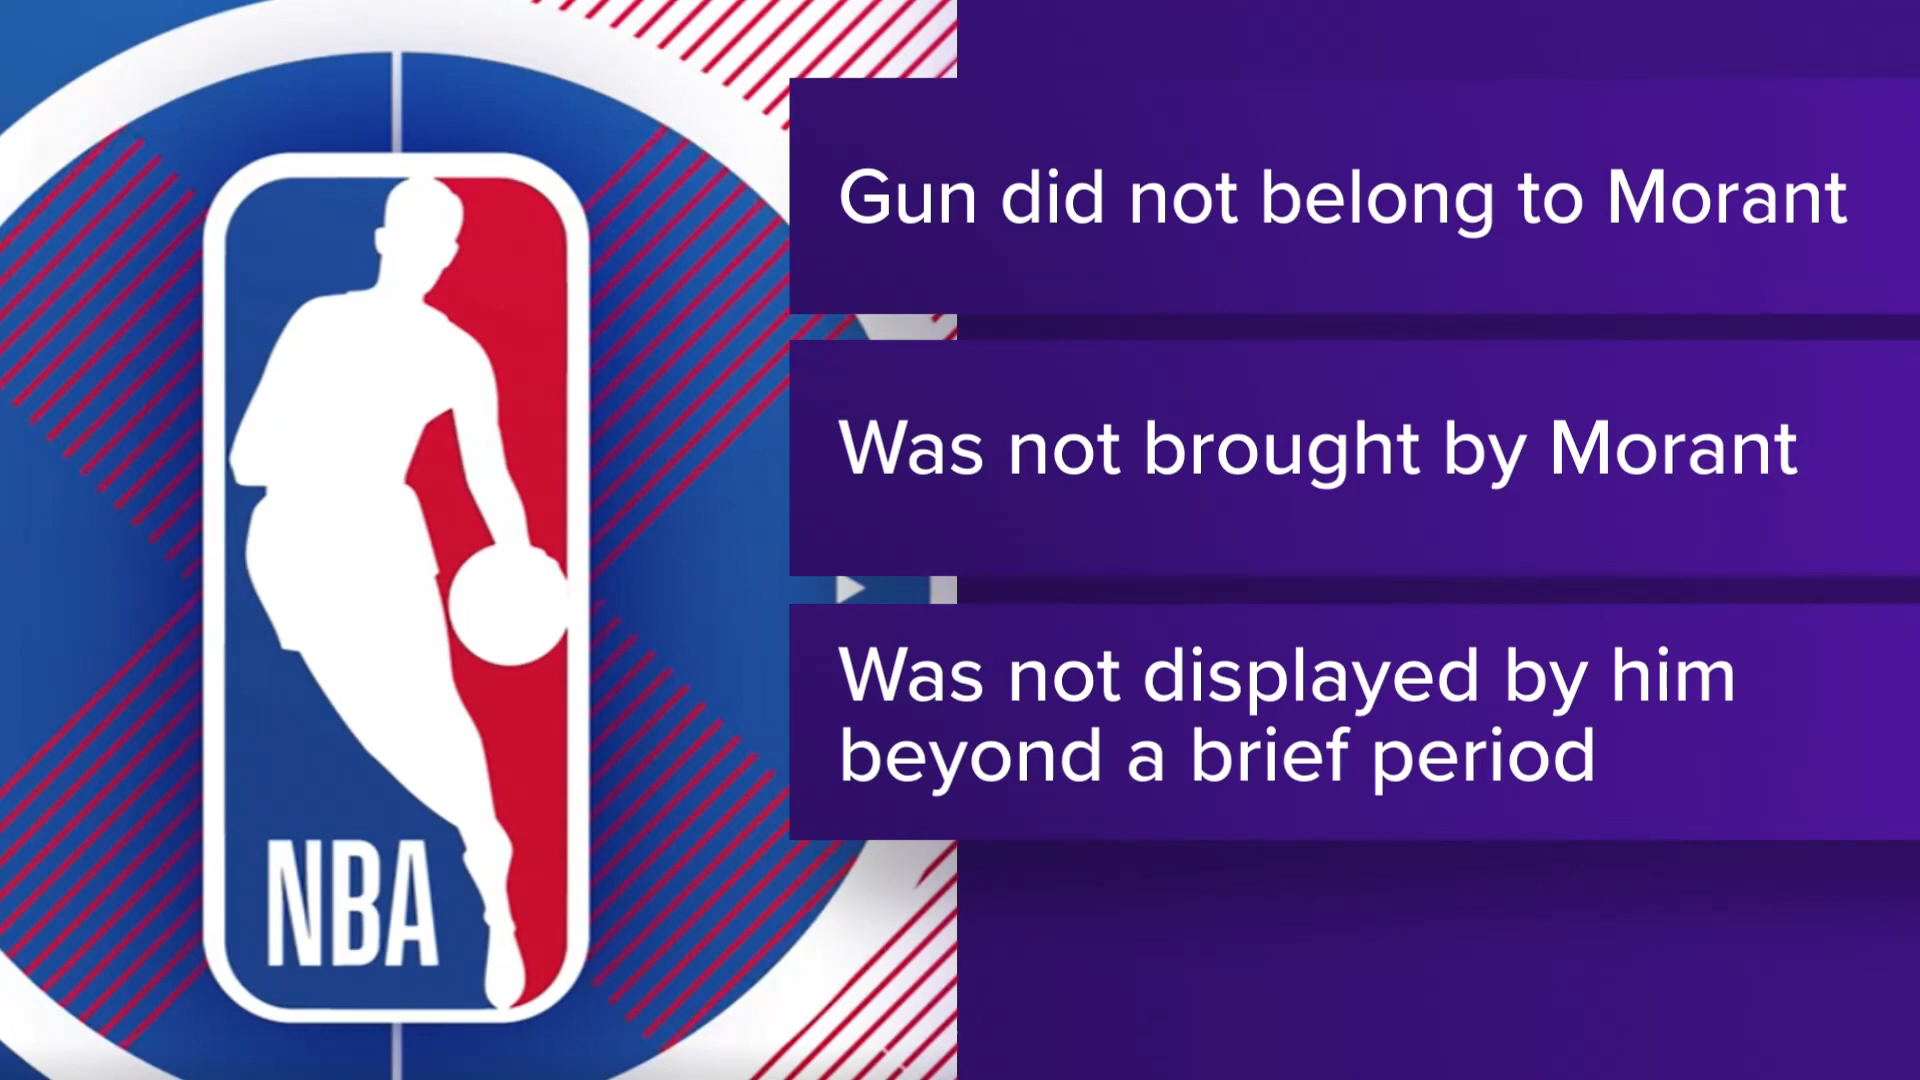 NBA
Gun did not belong to Morant
Was not brought by Morant
Was not displayed by him
beyond a brief period